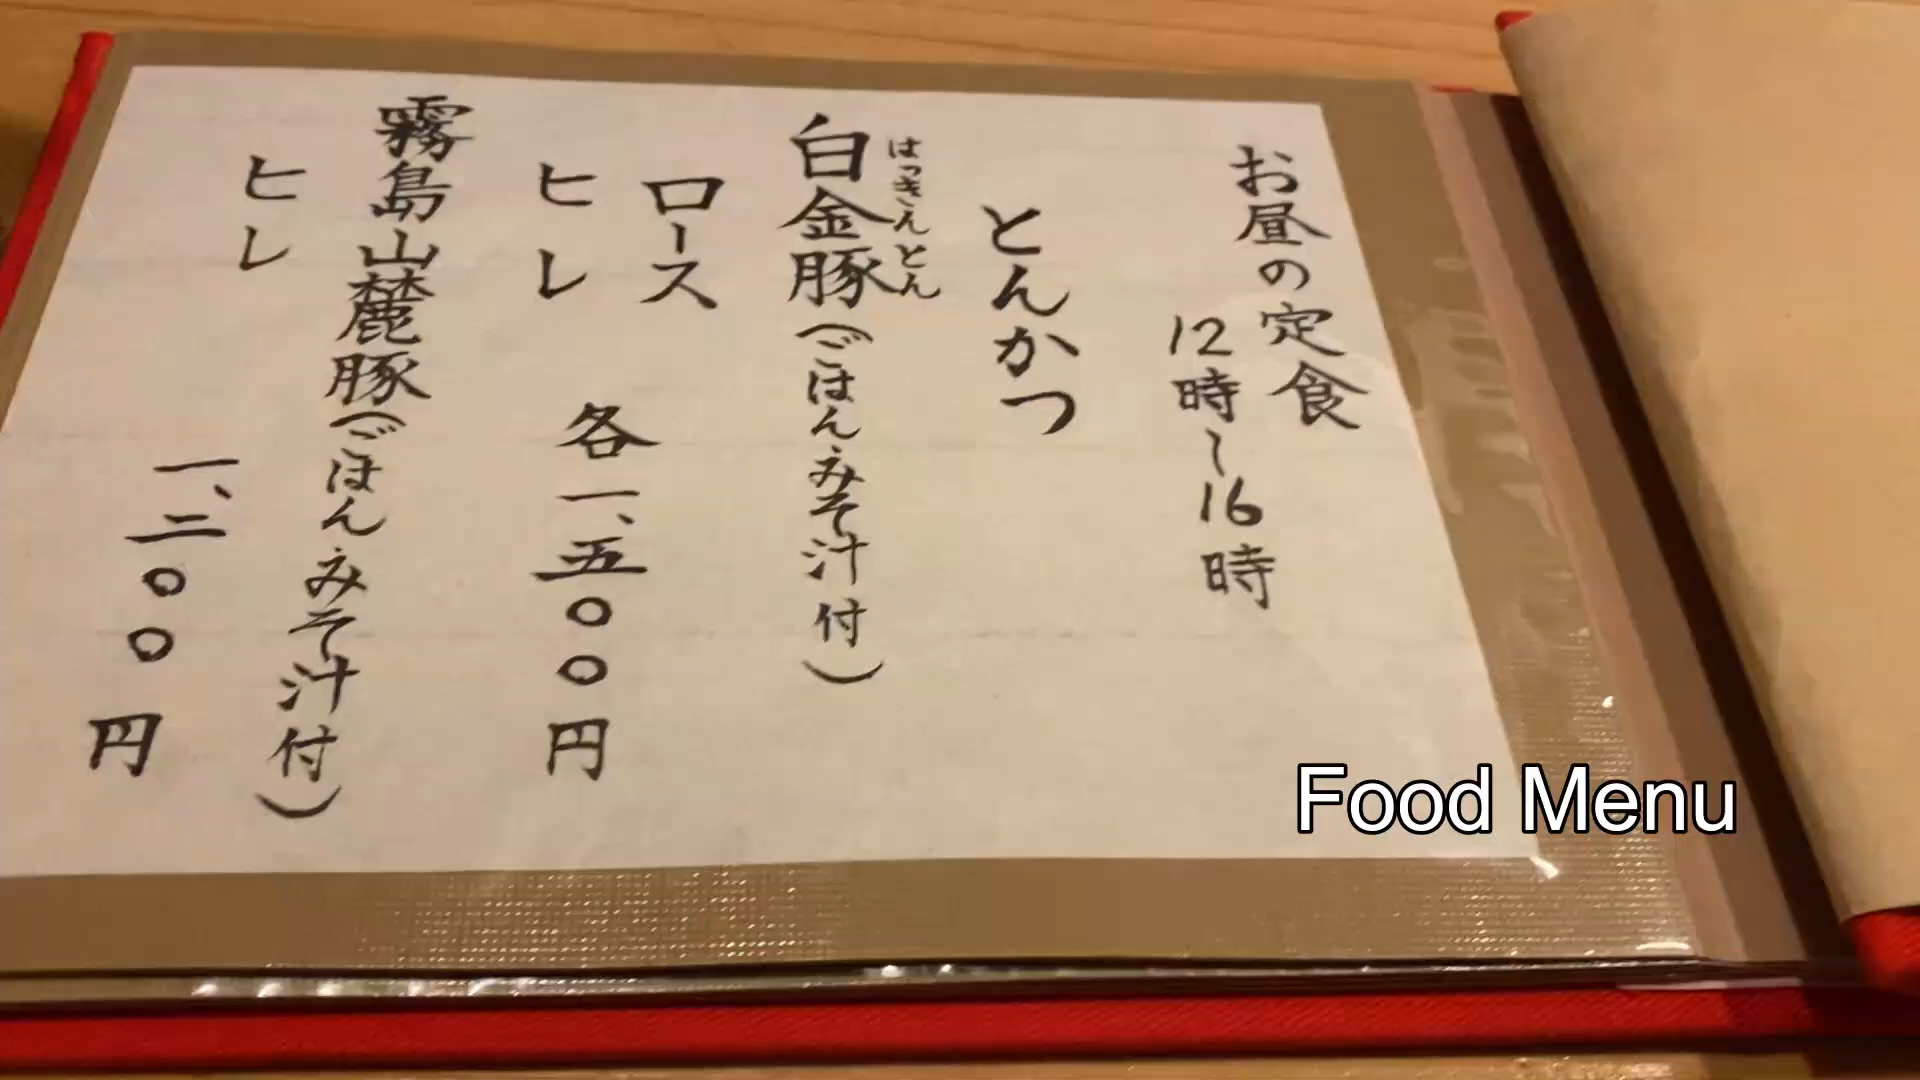 お昼の定食
12時〜16時
とんかつ
はっきんとん
白金豚(ごはん・みそ汁付)
ロース
ヒレ
各一、五〇〇円
霧島山麓豚(ごはん・みそ汁付)
ヒレ
一、二〇〇円
Food Menu